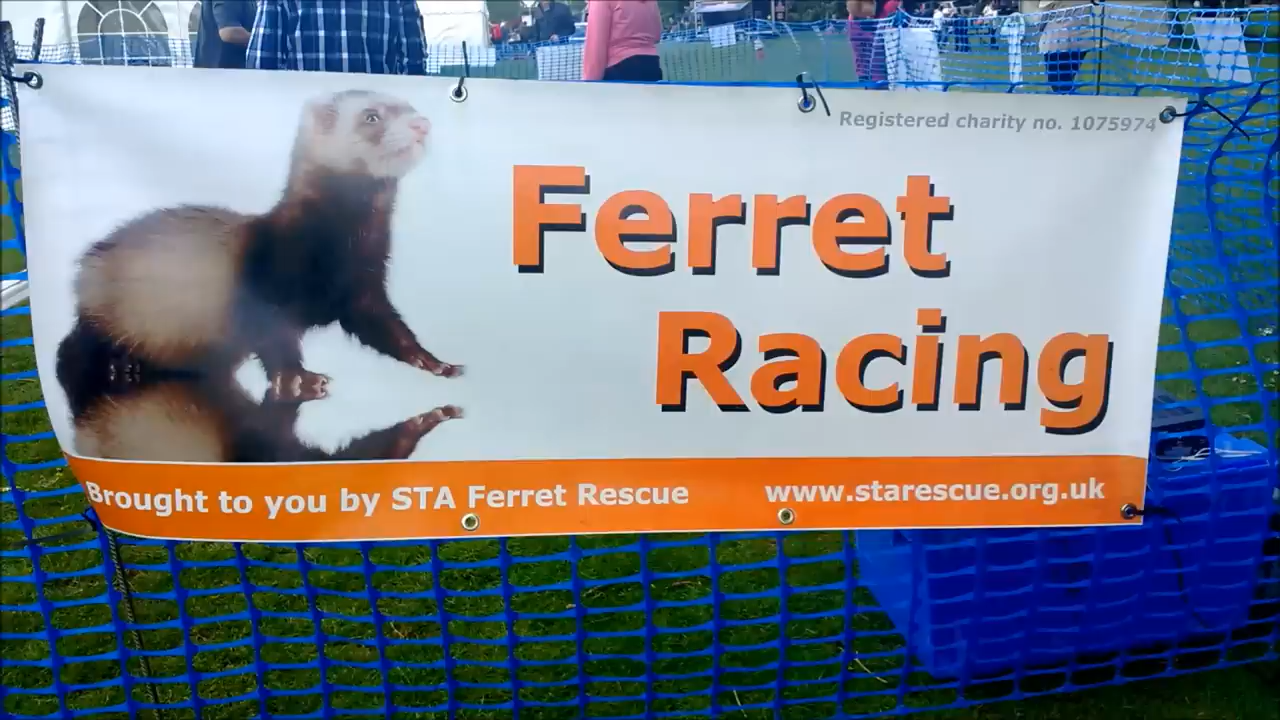 Registered charity no. 1075974
Ferret
Racing
Brought to you by STA Ferret Rescue www.starescue.org.uk